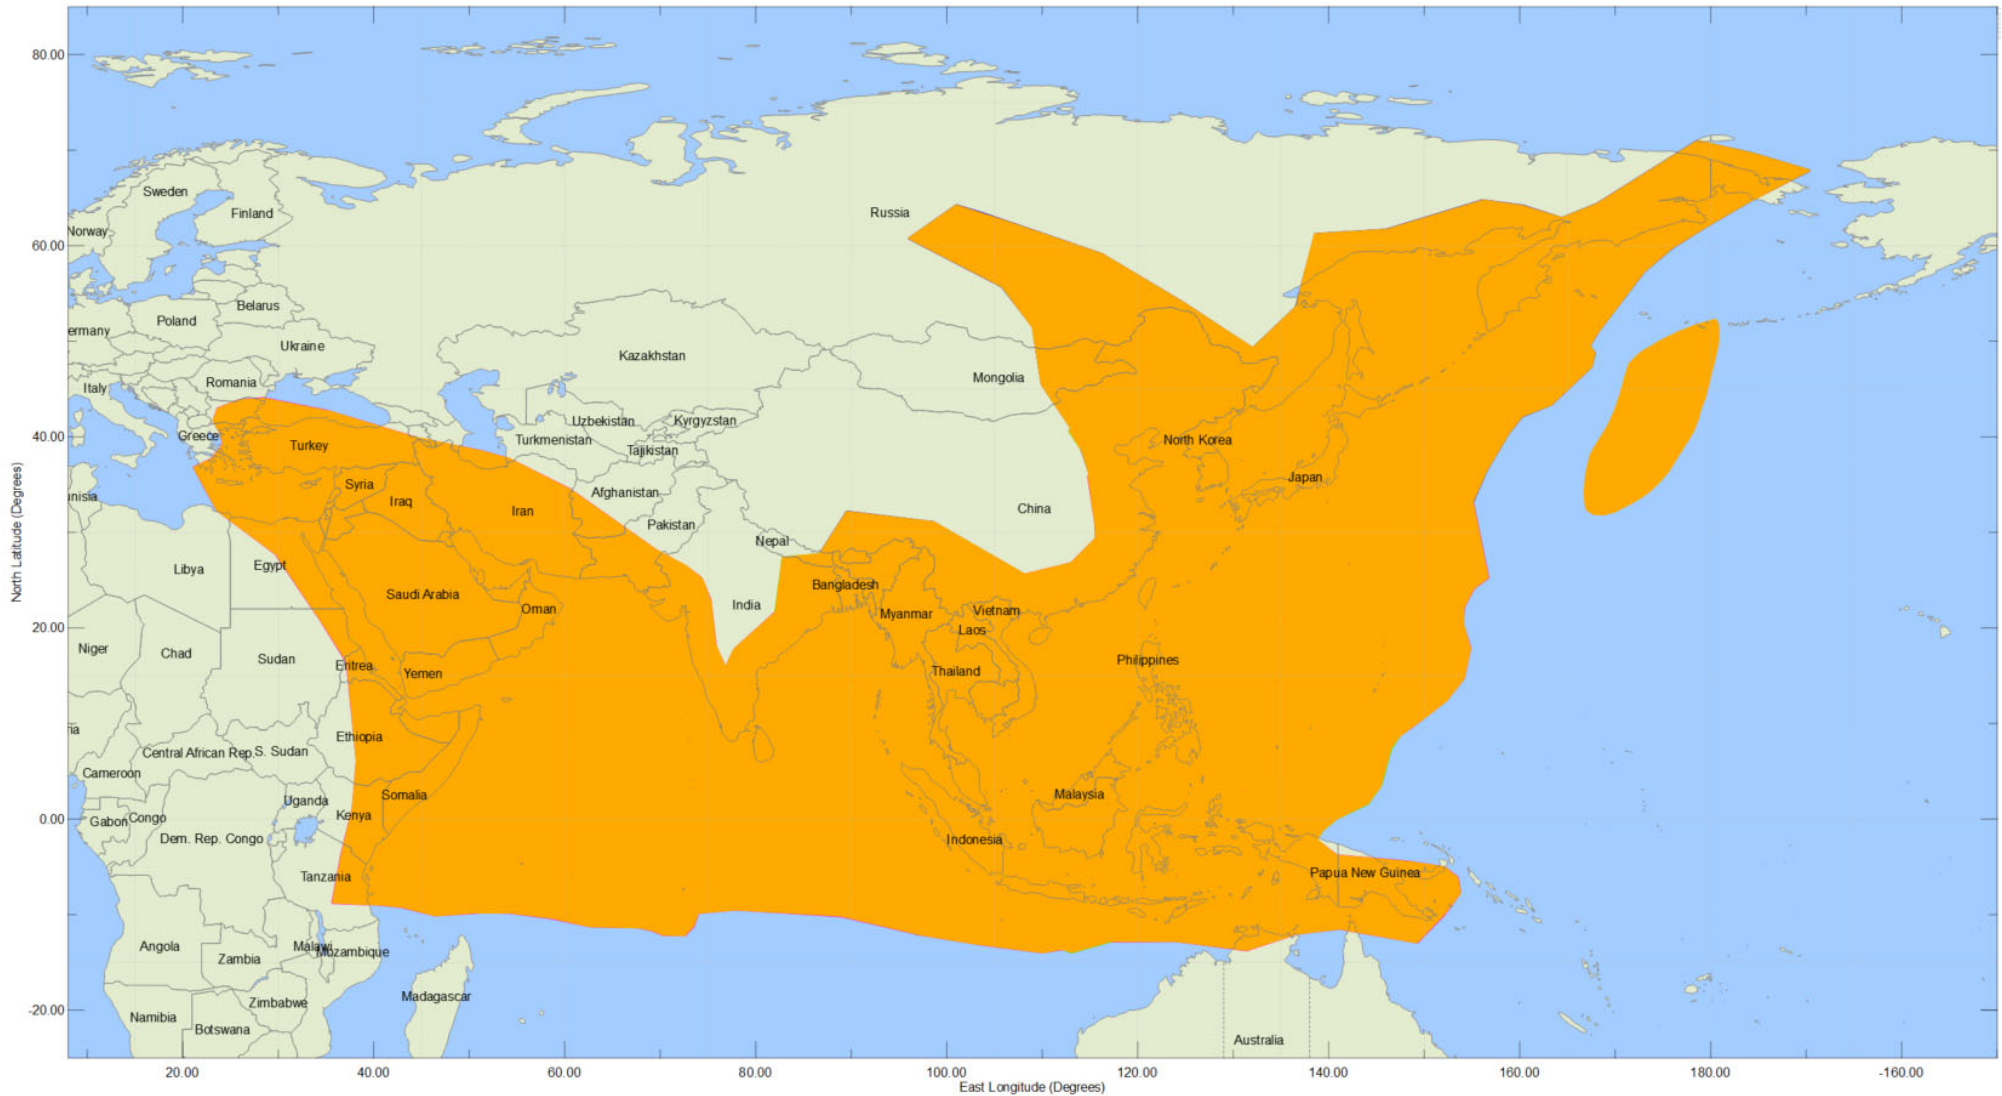 80.00
60.00
40.00
20.00
0.00
-20.00
North Latitude (Degrees)
Sweden
Finland
Norway
Russia
Belarus
Poland
ermany
Ukraine
Kazakhstan
Romania
Italy
Mongolia
Uzbekistan
Kyrgyzstan
Greece
Turkmenistan
North Korea
Turkey
Tajikistan
Japan
Syria
Afghanistan
unisia
Iraq
Iran
China
Pakistan
Nepal
Libya
Egypt
Bangladesh
Saudi Arabia
India
Oman
Myanmar
Vietnam
Laos
Niger
Chad
Sudan
Eritrea
Philippines
Yemen
Thailand
ia
Ethiopia
Central African Rep.
S. Sudan
Cameroon
Somalia
Malaysia
Uganda
Kenya
Gabon
Congo
Dem. Rep. Congo
Indonesia
Tanzania
Papua New Guinea
Angola
Malawi
Mozambique
Zambia
Madagascar
Zimbabwe
Namibia
Botswana
Australia
20.00 40.00 60.00 80.00 100.00 120.00 140.00 160.00 180.00 -160.00
East Longitude (Degrees)